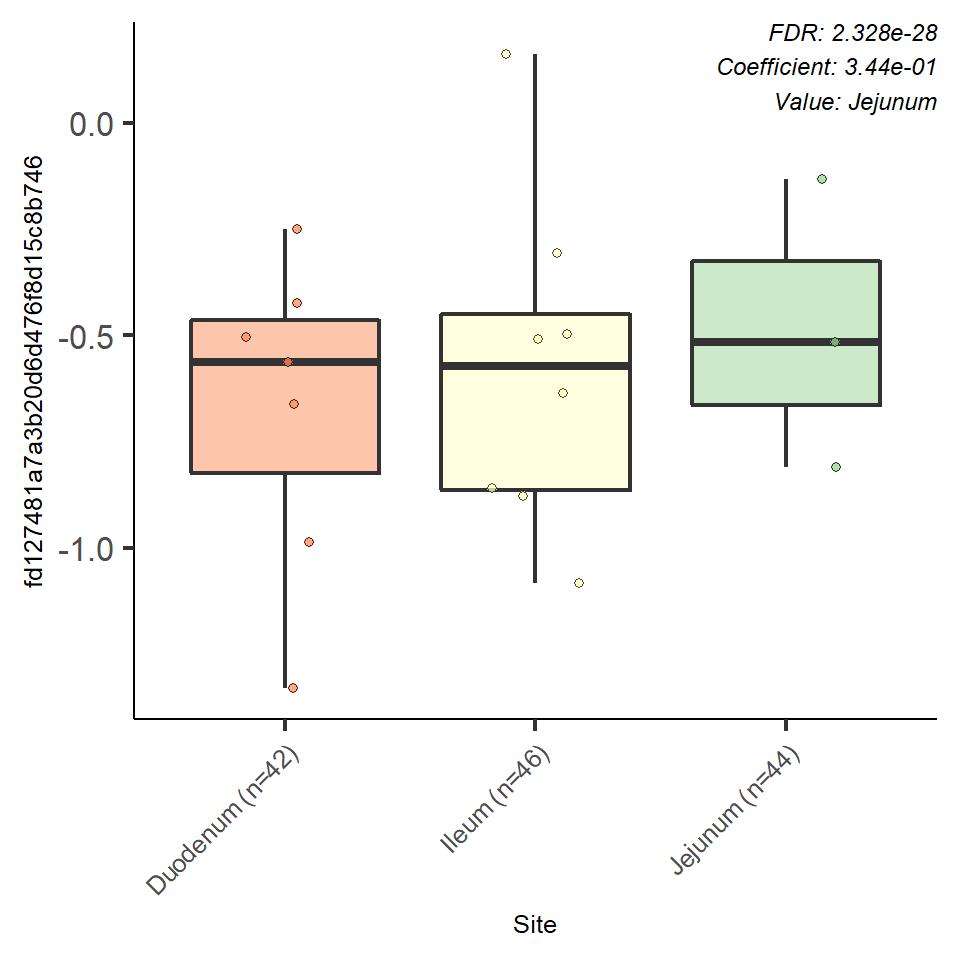 FDR: 2.328e-28
Coefficient: 3.44e-01
Value: Jejunum
fd127481a7a3b20d6d476f8d15c8b746
0.0
-0.5
-1.0
Duodenum (n=42)
Ileum (n=46)
Jejunum (n=44)
Site